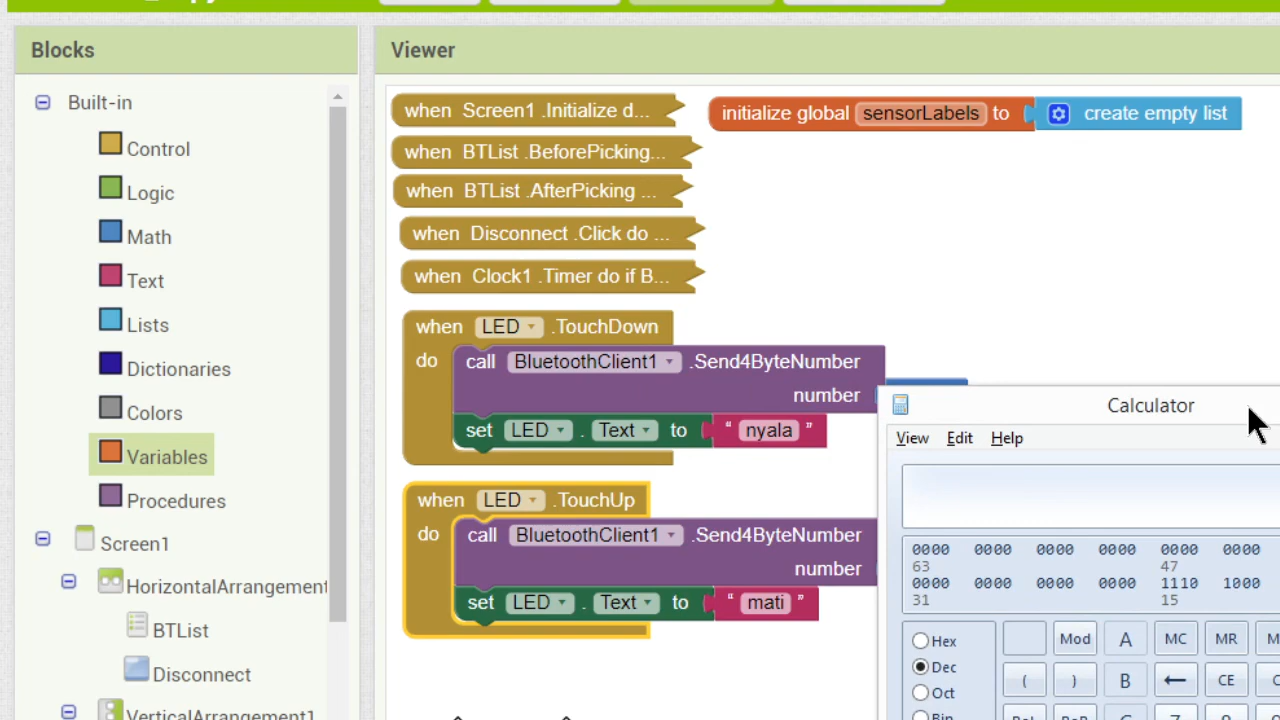 Blocks
Built-in
Control
Logic
Math
Text
Lists
Dictionaries
Colors
Variables
Procedures
Screen1
HorizontalArrangement
BTList
Disconnect
VerticalArrangement1
Viewer
when Screen1 .Initialize d...
initialize global sensorLabels to create empty list
when BTList .BeforePicking...
when BTList .AfterPicking ...
when Disconnect .Click do ...
when Clock1 .Timer do if B...
when LED .TouchDown
do call BluetoothClient1 .Send4ByteNumber
number
set LED . Text to " nyala "
when LED .TouchUp
do call BluetoothClient1 .Send4ByteNumber
number
set LED . Text to " mati "
Calculator
View Edit Help
0000 0000 0000 0000 0000 0000
63 47
0000 0000 0000 0000 1110 1000
31 15
Hex Mod A MC MR
Dec ( ) B ← CE
Oct
Bin